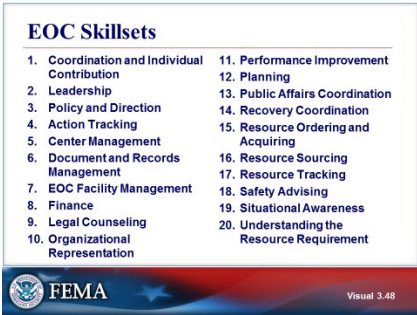 EOC Skillsets
1. Coordination and Individual
Contribution
2. Leadership
3. Policy and Direction
4. Action Tracking
5. Center Management
6. Document and Records
Management
7. EOC Facility Management
8. Finance
9. Legal Counseling
10. Organizational
Representation
11. Performance Improvement
12. Planning
13. Public Affairs Coordination
14. Recovery Coordination
15. Resource Ordering and
Acquiring
16. Resource Sourcing
17. Resource Tracking
18. Safety Advising
19. Situational Awareness
20. Understanding the
Resource Requirement
FEMA
Visual 3.48